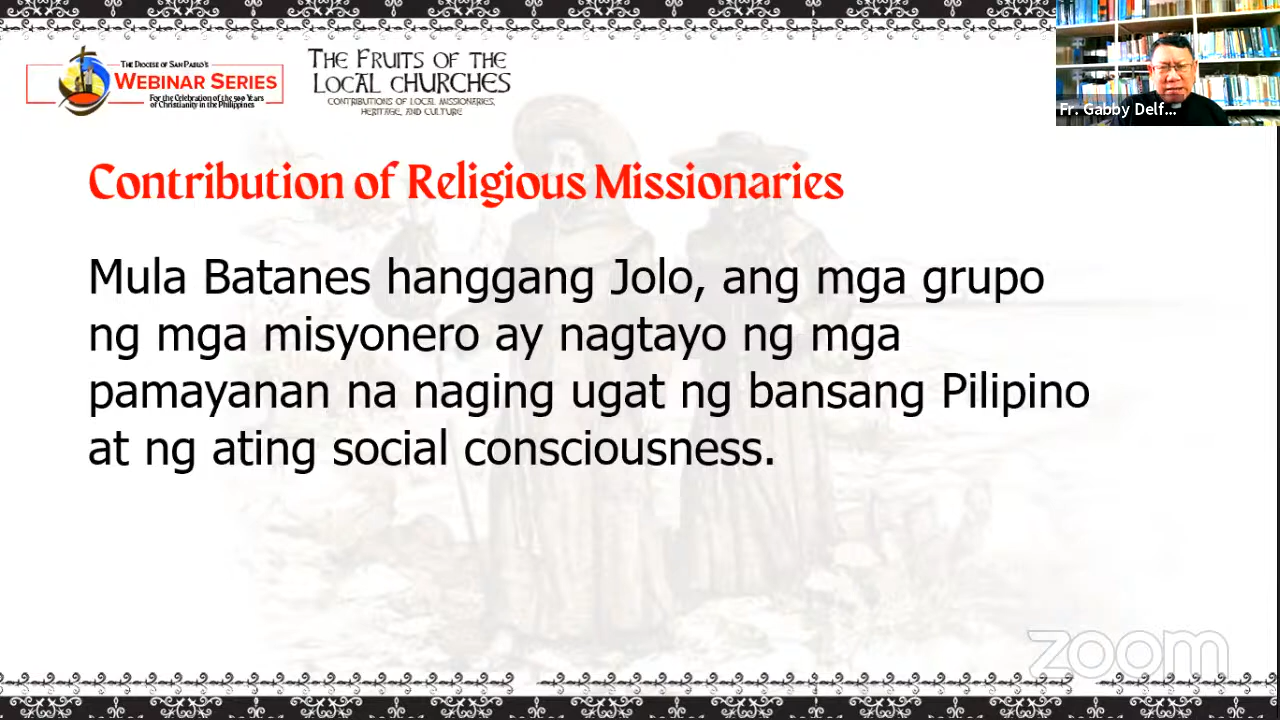 THE DIOCESE OF SAN PABLO'S
WEBINAR SERIES
For the Celebration of the 500 Years
of Christianity in the Philippines
THE FRUITS OF THE
LOCAL CHURCHES
CONTRIBUTIONS OF LOCAL MISSIONARIES,
HERITAGE, AND CULTURE
Fr. Gabby Delf...
Contribution of Religious Missionaries
Mula Batanes hanggang Jolo, ang mga grupo
ng mga misyonero ay nagtayo ng mga
pamayanan na naging ugat ng bansang Pilipino
at ng ating social consciousness.
zoom